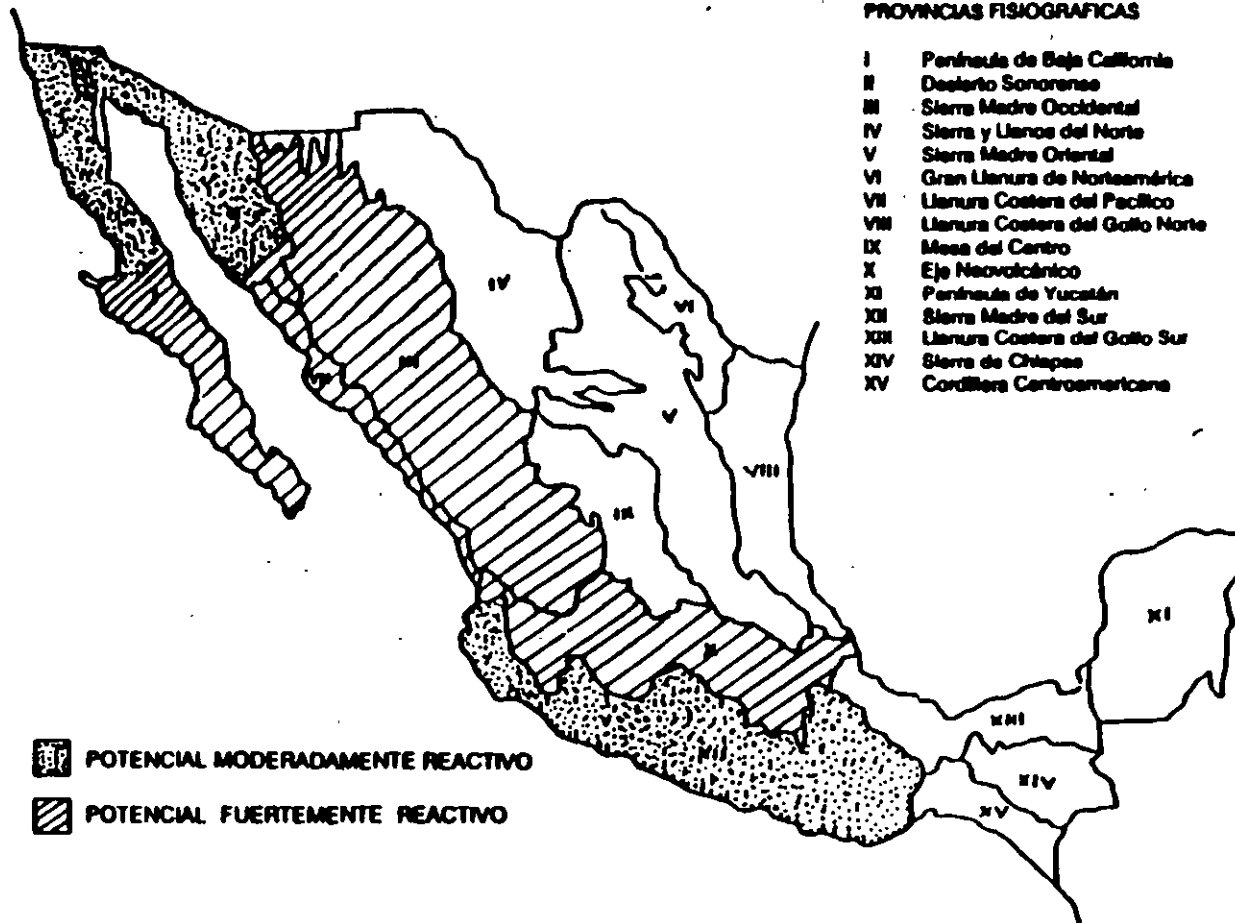 PROVINCIAS FISIOGRAFICAS
I Península de Baja California
II Desierto Sonorense
III Sierra Madre Occidental
IV Sierra y Llanos del Norte
V Sierra Madre Oriental
VI Gran Llanura de Norteamérica
VII Llanura Costera del Pacífico
VIII Llanura Costera del Golfo Norte
IX Mesa del Centro
X Eje Neovolcánico
XI Península de Yucatán
XII Sierra Madre del Sur
XIII Llanura Costera del Golfo Sur
XIV Sierra de Chiapas
XV Cordillera Centroamericana
IV
VI
III
V
VIII
IX
XI
X
XIII
XII
XIV
XV
POTENCIAL MODERADAMENTE REACTIVO
POTENCIAL FUERTEMENTE REACTIVO